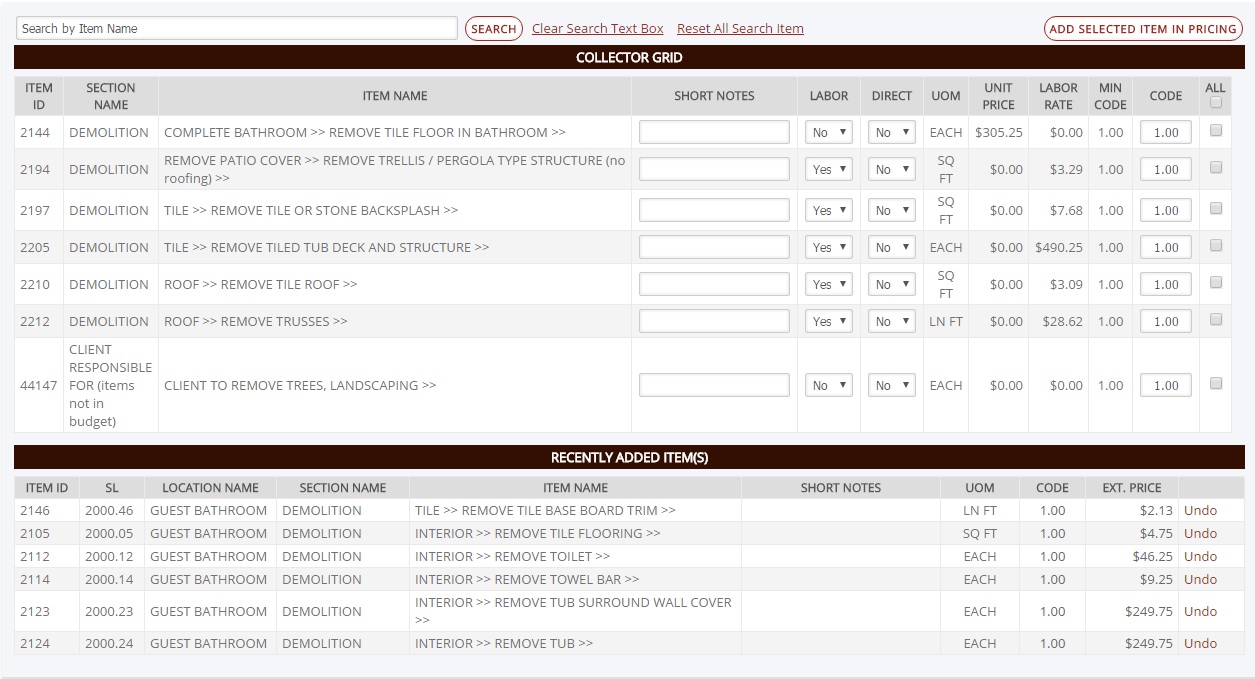 Search by Item Name SEARCH Clear Search Text Box Reset All Search Item ADD SELECTED ITEM IN PRICING
COLLECTOR GRID
ITEM ID SECTION NAME ITEM NAME SHORT NOTES LABOR DIRECT UOM UNIT PRICE LABOR RATE MIN CODE CODE ALL
2144 DEMOLITION COMPLETE BATHROOM >> REMOVE TILE FLOOR IN BATHROOM >> No No EACH $305.25 $0.00 1.00 1.00
2194 DEMOLITION REMOVE PATIO COVER >> REMOVE TRELLIS / PERGOLA TYPE STRUCTURE (no
roofing) >> Yes No SQ FT $0.00 $3.29 1.00 1.00
2197 DEMOLITION TILE >> REMOVE TILE OR STONE BACKSPLASH >> Yes No SQ FT $0.00 $7.68 1.00 1.00
2205 DEMOLITION TILE >> REMOVE TILED TUB DECK AND STRUCTURE >> Yes No EACH $0.00 $490.25 1.00 1.00
2210 DEMOLITION ROOF >> REMOVE TILE ROOF >> Yes No SQ FT $0.00 $3.09 1.00 1.00
2212 DEMOLITION ROOF >> REMOVE TRUSSES >> Yes No LN FT $0.00 $28.62 1.00 1.00
44147 CLIENT
RESPONSIBLE
FOR (items
not in
budget) CLIENT TO REMOVE TREES, LANDSCAPING >> No No EACH $0.00 $0.00 1.00 1.00
RECENTLY ADDED ITEM(S)
ITEM ID SL LOCATION NAME SECTION NAME ITEM NAME SHORT NOTES UOM CODE EXT. PRICE
2146 2000.46 GUEST BATHROOM DEMOLITION TILE >> REMOVE TILE BASE BOARD TRIM >> LN FT 1.00 $2.13 Undo
2105 2000.05 GUEST BATHROOM DEMOLITION INTERIOR >> REMOVE TILE FLOORING >> SQ FT 1.00 $4.75 Undo
2112 2000.12 GUEST BATHROOM DEMOLITION INTERIOR >> REMOVE TOILET >> EACH 1.00 $46.25 Undo
2114 2000.14 GUEST BATHROOM DEMOLITION INTERIOR >> REMOVE TOWEL BAR >> EACH 1.00 $9.25 Undo
2123 2000.23 GUEST BATHROOM DEMOLITION INTERIOR >> REMOVE TUB SURROUND WALL COVER
>> EACH 1.00 $249.75 Undo
2124 2000.24 GUEST BATHROOM DEMOLITION INTERIOR >> REMOVE TUB >> EACH 1.00 $249.75 Undo